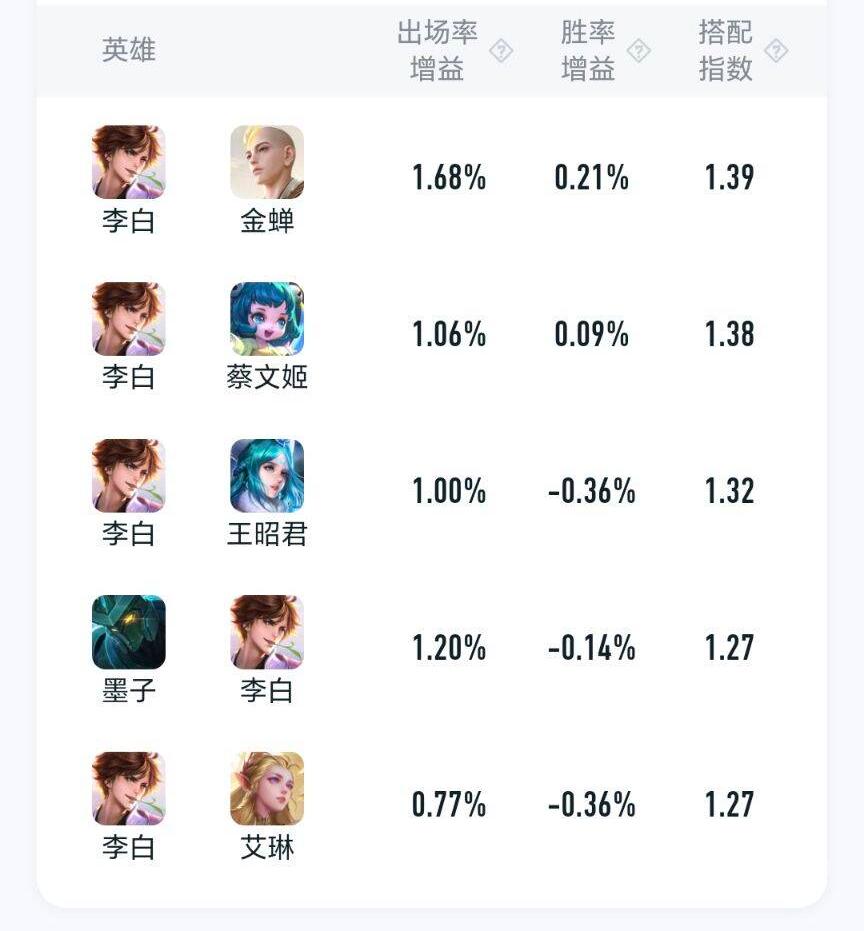 英雄 出场率增益 ? 胜率增益 ? 搭配指数 ?
李白 金蝉 1.68% 0.21% 1.39
李白 蔡文姬 1.06% 0.09% 1.38
李白 王昭君 1.00% -0.36% 1.32
墨子 李白 1.20% -0.14% 1.27
李白 艾琳 0.77% -0.36% 1.27